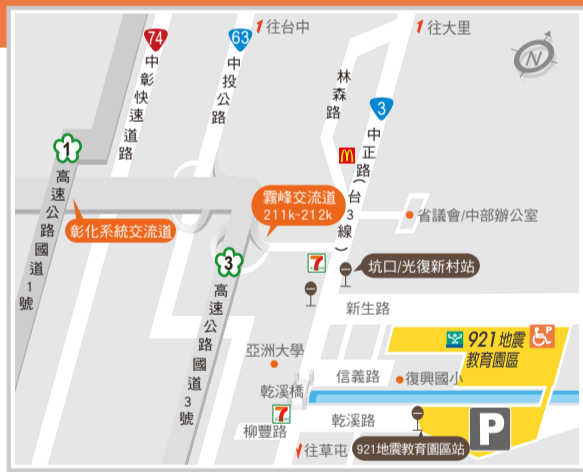 74
中彰快速道路
63
中投公路
往台中
往大里
N
林森路
3
中正路(台3線)
1
高速公路國道1號
彰化系統交流道
霧峰交流道
211k~212k
省議會/中部辦公室
3
高速公路國道3號
7
坑口/光復新村站
新生路
921地震
教育園區
P
亞洲大學
信義路
復興國小
乾溪橋
7
乾溪路
柳豐路
P
往草屯
921地震教育園區站